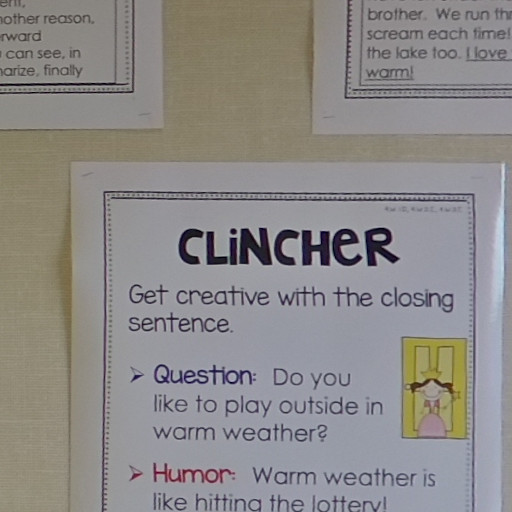 nother reason,
rward
can see, in
arize, finally
brother. We run thr
scream each time!
the lake too. I love
warm!
CLiNCHeR
Get creative with the closing
sentence.
➢ Question: Do you
like to play outside in
warm weather?
➢ Humor: Warm weather is
like hitting the lottery!